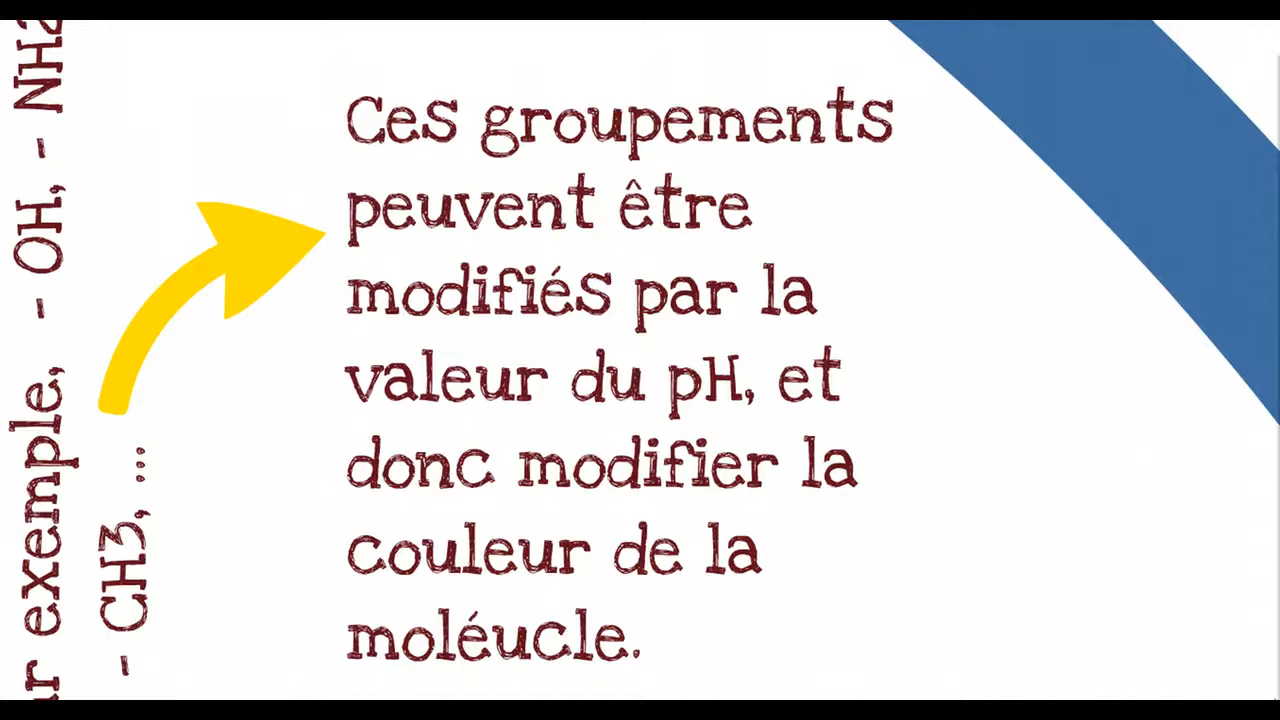 r exemple, - OH, - NH2
- CH3, ...
Ces groupements
peuvent être
modifiés par la
valeur du pH, et
donc modifier la
couleur de la
moléucle.